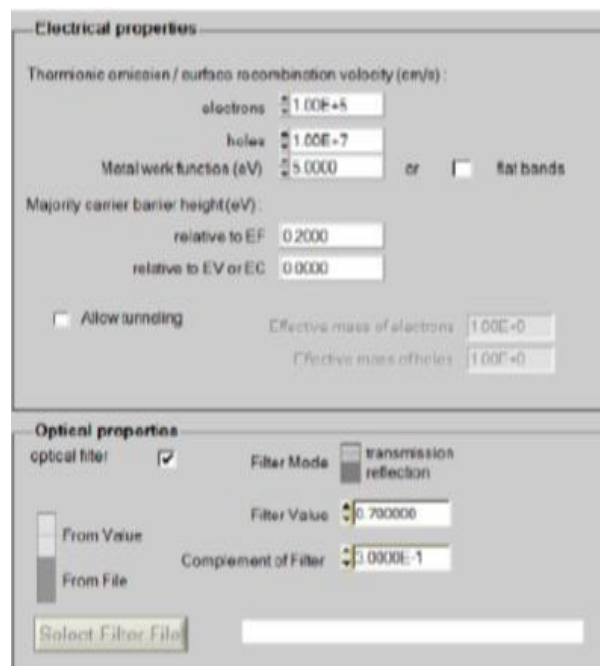 Electrical properties
Thermionic emission / surface recombination velocity (cm/s) :
electrons 1.00E+5
holes 1.00E+7
Metal work function (eV) 5.0000 or flat bands
Majority carrier barrier height (eV) :
relative to EF 0.2000
relative to EV or EC 0.0000
Allow tunneling
Effective mass of electrons 1.00E+0
Effective mass of holes 1.00E+0
Optical properties
optical filter
Filter Mode transmission
reflection
Filter Value 0.700000
From Value
Complement of Filter 3.0000E-1
From File
Select Filter File